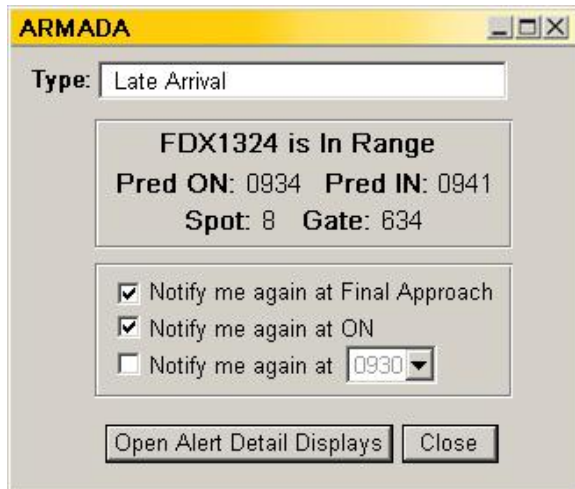 ARMADA
Type: Late Arrival
FDX1324 is In Range
Pred ON: 0934 Pred IN: 0941
Spot: 8 Gate: 634
Notify me again at Final Approach
Notify me again at ON
Notify me again at 0930
Open Alert Detail Displays Close